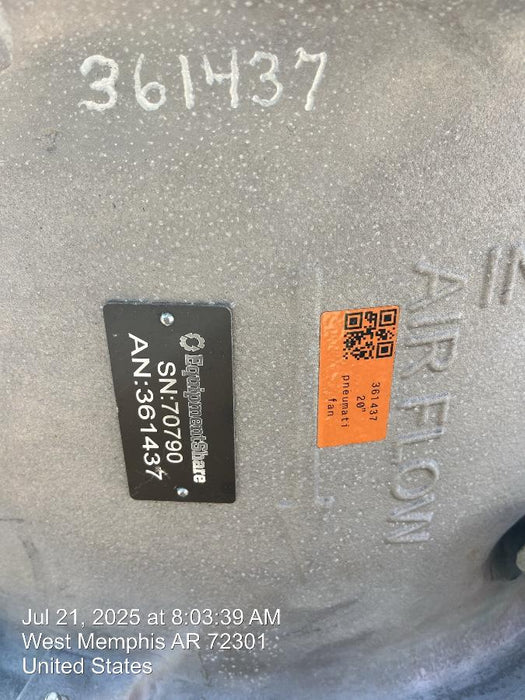 361437
EquipmentShare
SN:70790
AN:361437
361437
20"
pneumati
fan
AIR FLOW
Jul 21, 2025 at 8:03:39 AM
West Memphis AR 72301
United States